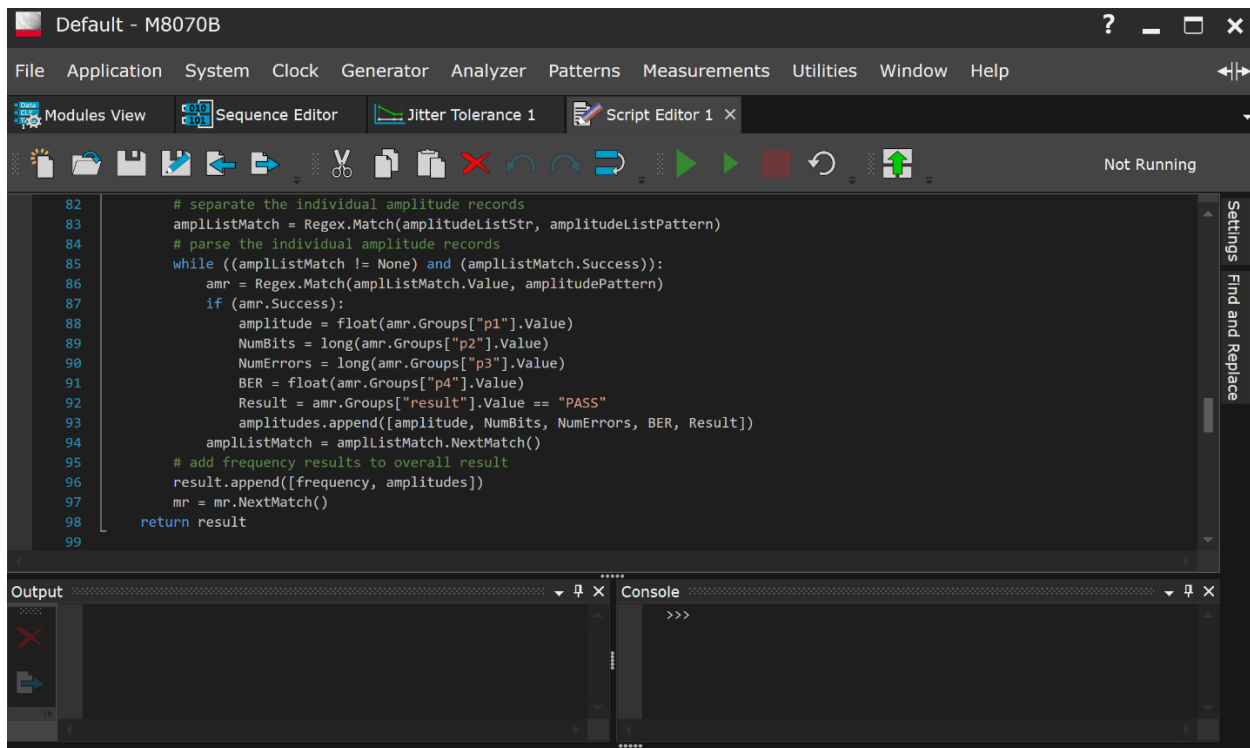 Default - M8070B
?
File Application System Clock Generator Analyzer Patterns Measurements Utilities Window Help
Modules View Sequence Editor Jitter Tolerance 1 Script Editor 1
Not Running
82 # separate the individual amplitude records
83 amplListMatch = Regex.Match(amplitudeListStr, amplitudeListPattern)
84 # parse the individual amplitude records
85 while ((amplListMatch != None) and (amplListMatch.Success)):
86 amr = Regex.Match(amplListMatch.Value, amplitudePattern)
87 if (amr.Success):
88 amplitude = float(amr.Groups["p1"].Value)
89 NumBits = long(amr.Groups["p2"].Value)
90 NumErrors = long(amr.Groups["p3"].Value)
91 BER = float(amr.Groups["p4"].Value)
92 Result = amr.Groups["result"].Value == "PASS"
93 amplitudes.append([amplitude, NumBits, NumErrors, BER, Result])
94 amplListMatch = amplListMatch.NextMatch()
95 # add frequency results to overall result
96 result.append([frequency, amplitudes])
97 mr = mr.NextMatch()
98 return result
99
Settings
Find and Replace
Output
Console
>>>